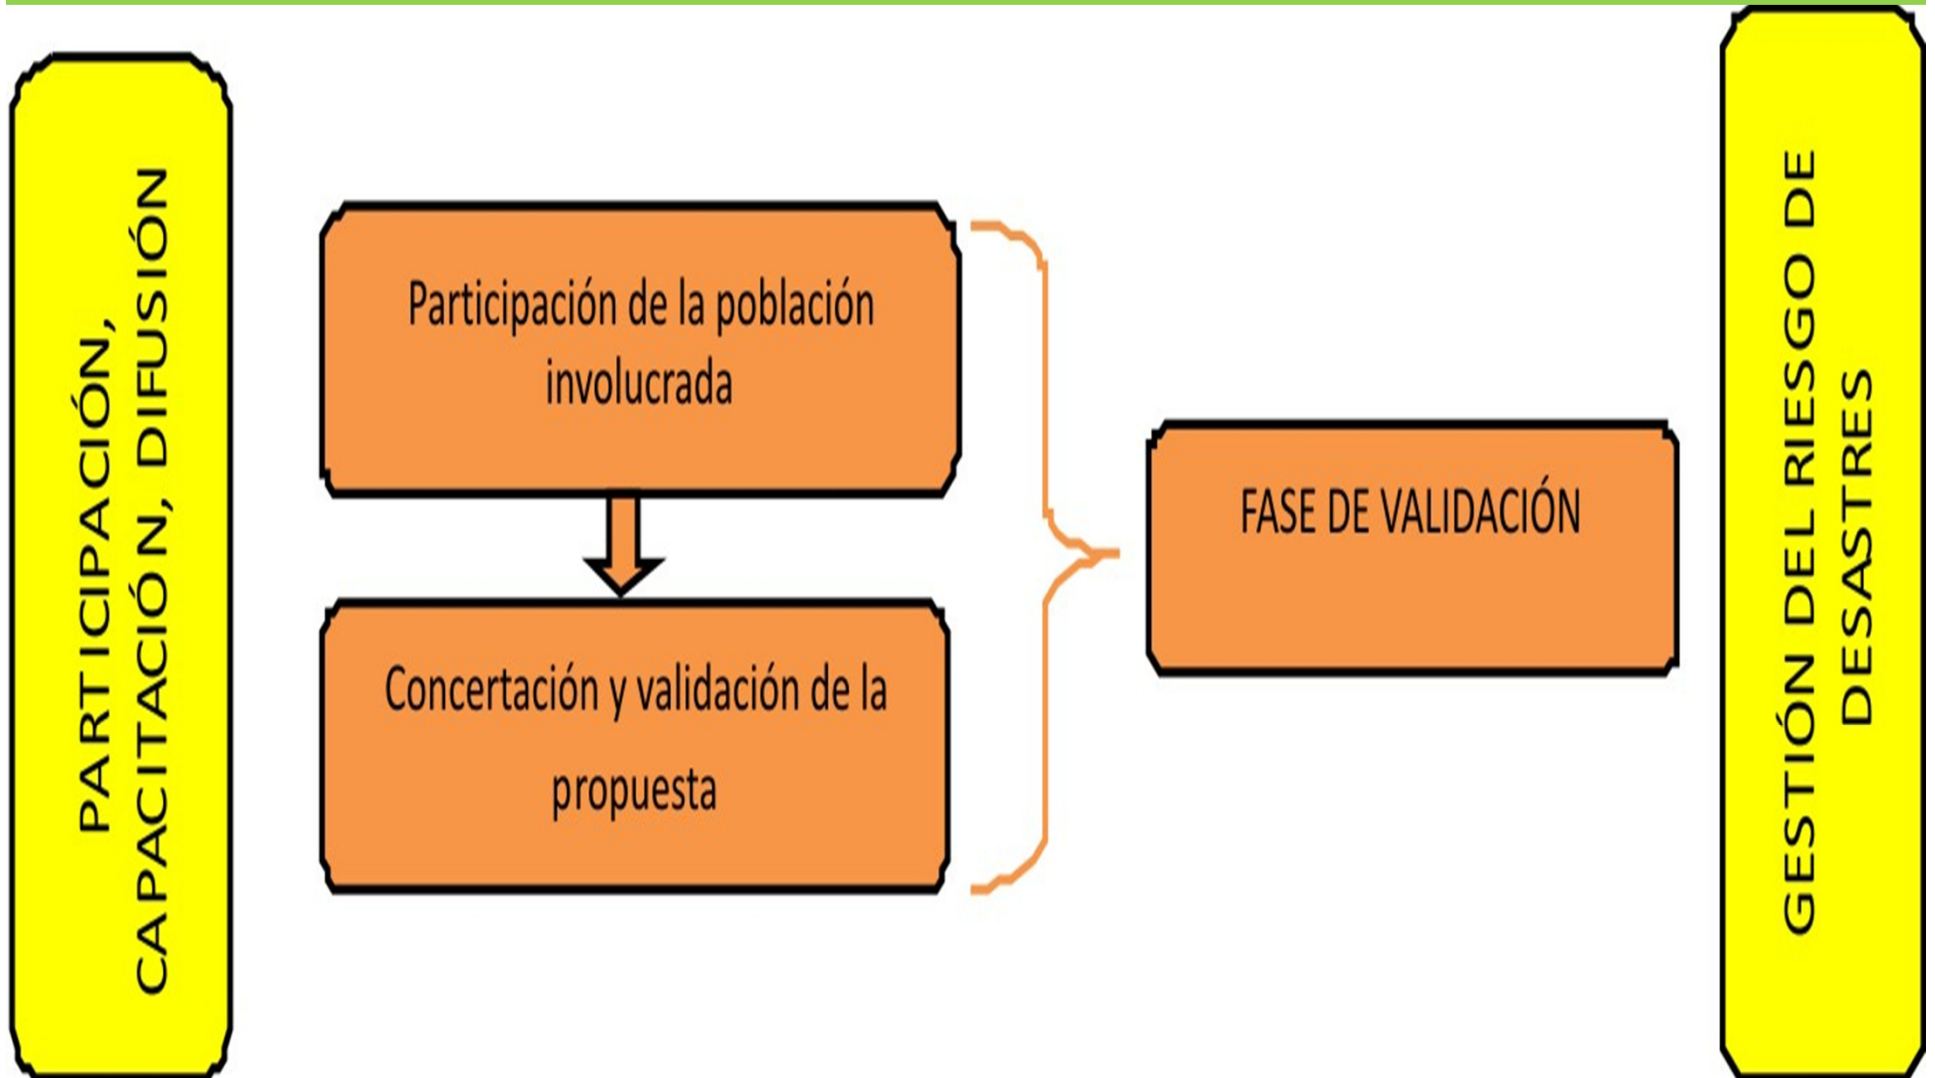 PARTICIPACIÓN,
CAPACITACIÓN, DIFUSIÓN
Participación de la población
involucrada
Concertación y validación de la
propuesta
FASE DE VALIDACIÓN
GESTIÓN DEL RIESGO DE
DESASTRES